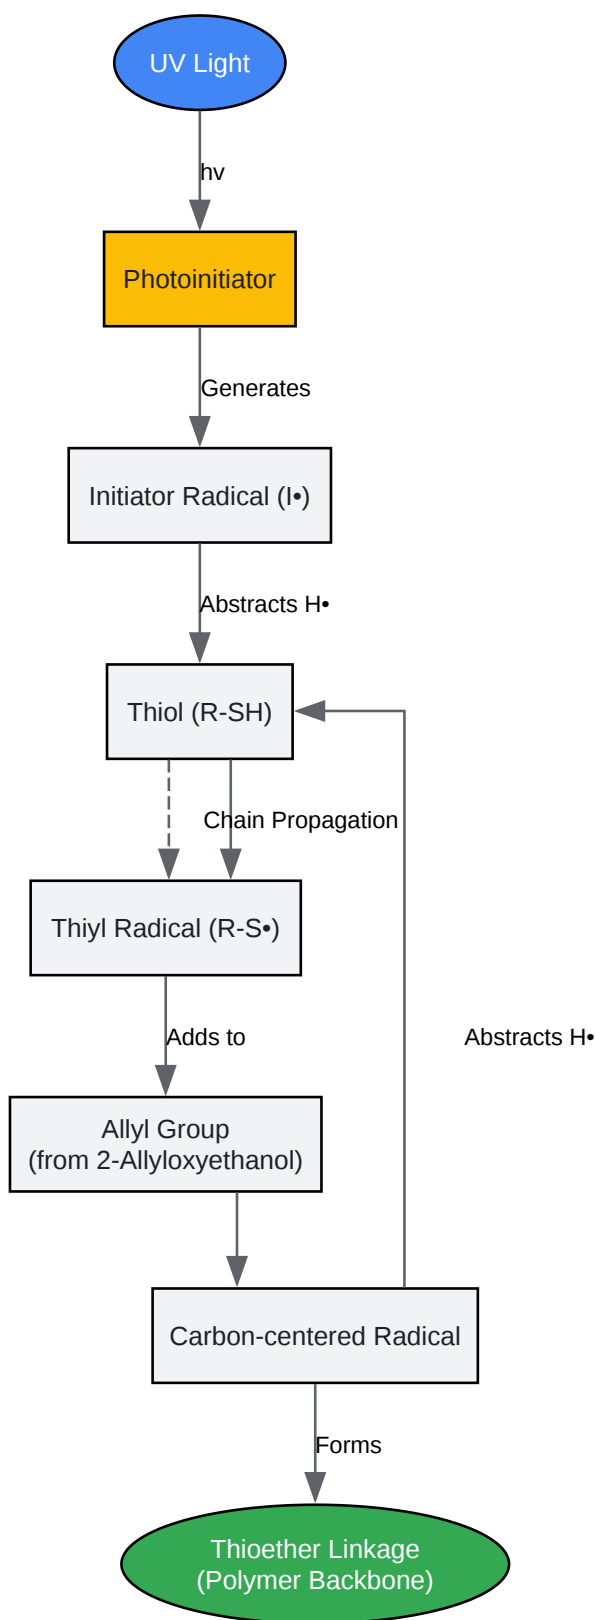 UV Light
hv
Photoinitiator
Generates
Initiator Radical (I•)
Abstracts H•
Thiol (R-SH)
Chain Propagation
Thiyl Radical (R-S•)
Adds to
Abstracts H•
Allyl Group
(from 2-Allyloxyethanol)
Carbon-centered Radical
Forms
Thioether Linkage
(Polymer Backbone)